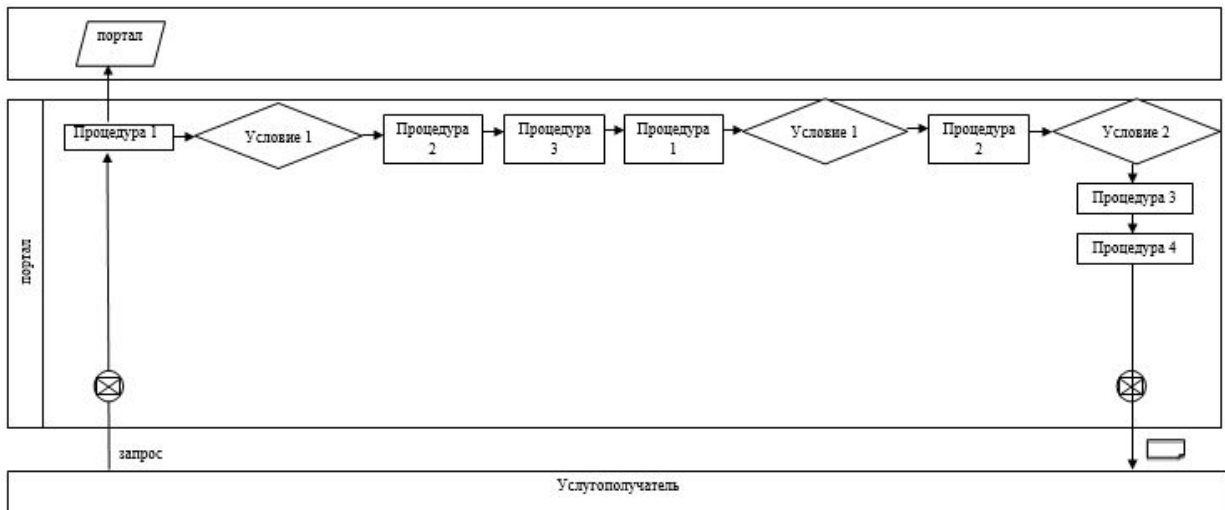 портал
Процедура 1
Условие 1
Процедура
2
Процедура
3
Процедура
1
Условие 1
Процедура
2
Условие 2
Процедура 3
Процедура 4
портал
запрос
Услугополучатель